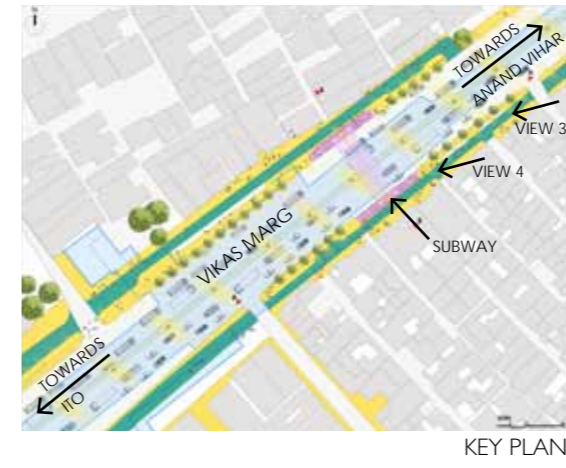 TOWARDS
ANAND VIHAR
VIEW 3
VIEW 4
SUBWAY
VIKAS MARG
TOWARDS
ITO
KEY PLAN